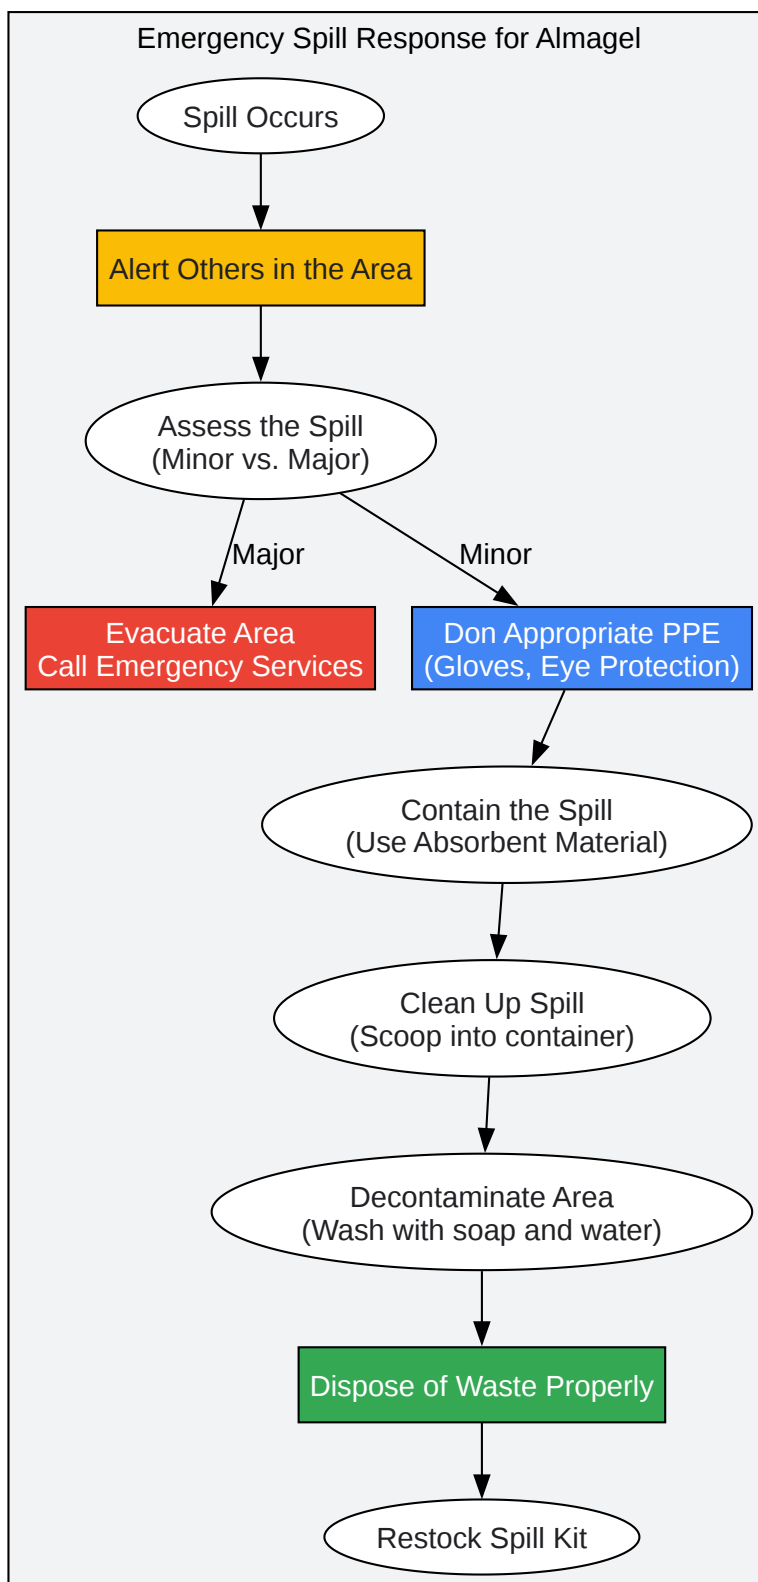 Emergency Spill Response for Almagel
Spill Occurs
Alert Others in the Area
Assess the Spill
(Minor vs. Major)
Major
Minor
Evacuate Area
Call Emergency Services
Don Appropriate PPE
(Gloves, Eye Protection)
Contain the Spill
(Use Absorbent Material)
Clean Up Spill
(Scoop into container)
Decontaminate Area
(Wash with soap and water)
Dispose of Waste Properly
Restock Spill Kit